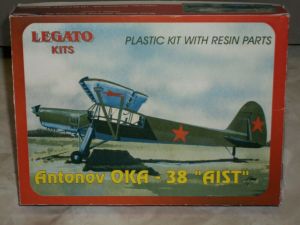 LEGATO
KITS
PLASTIC KIT WITH RESIN PARTS
Antonov OKA - 38 "AIST"